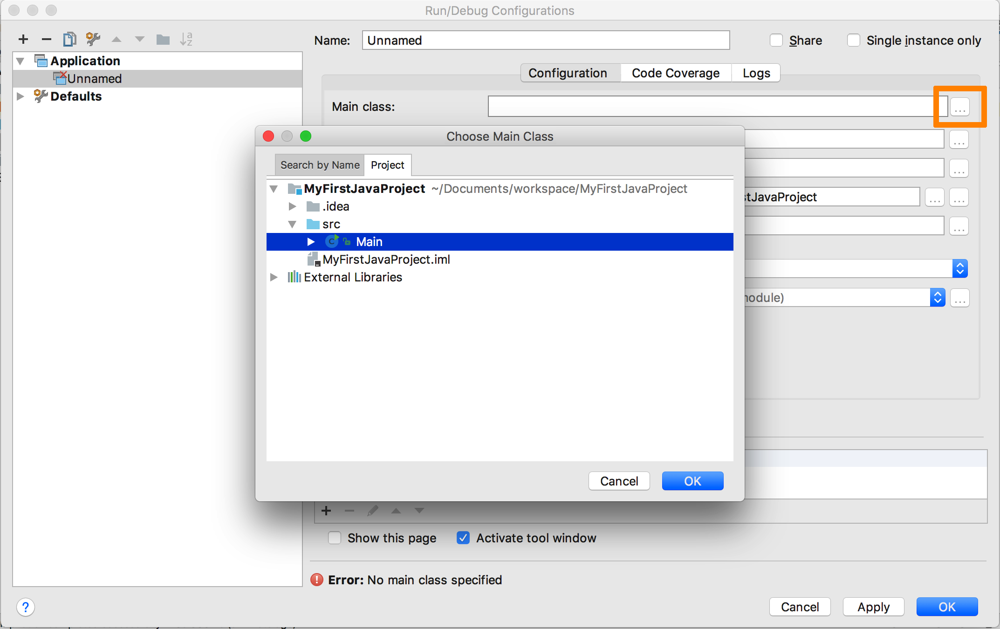 Run/Debug Configurations
Name: Unnamed Share Single instance only
Application
Unnamed
Defaults
Configuration Code Coverage Logs
Main class: ...
...
Choose Main Class
Search by Name Project
MyFirstJavaProject ~/Documents/workspace/MyFirstJavaProject
...
.idea
stJavaProject ... ...
src
...
Main
MyFirstJavaProject.iml
External Libraries
module) ...
Cancel OK
Show this page Activate tool window
Error: No main class specified
? Cancel Apply OK